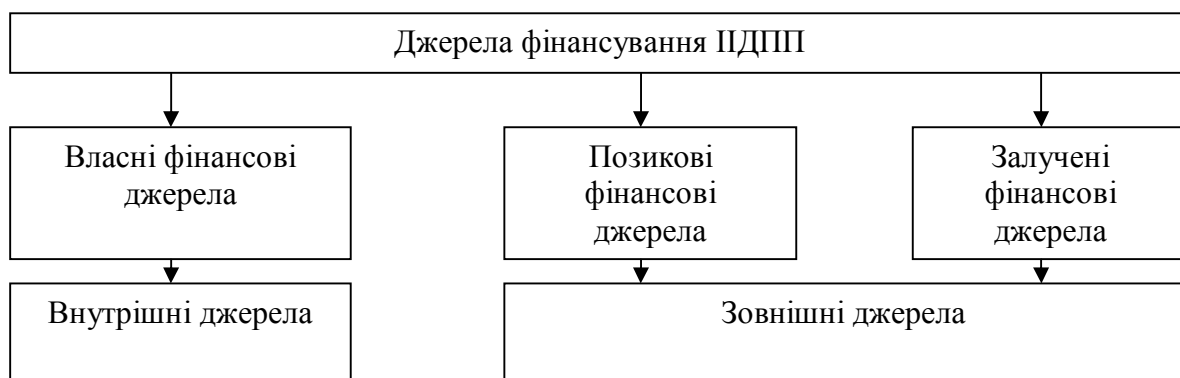 Джерела фінансування ІІДПП
Власні фінансові
джерела
Позикові
фінансові
джерела
Залучені
фінансові
джерела
Внутрішні джерела
Зовнішні джерела